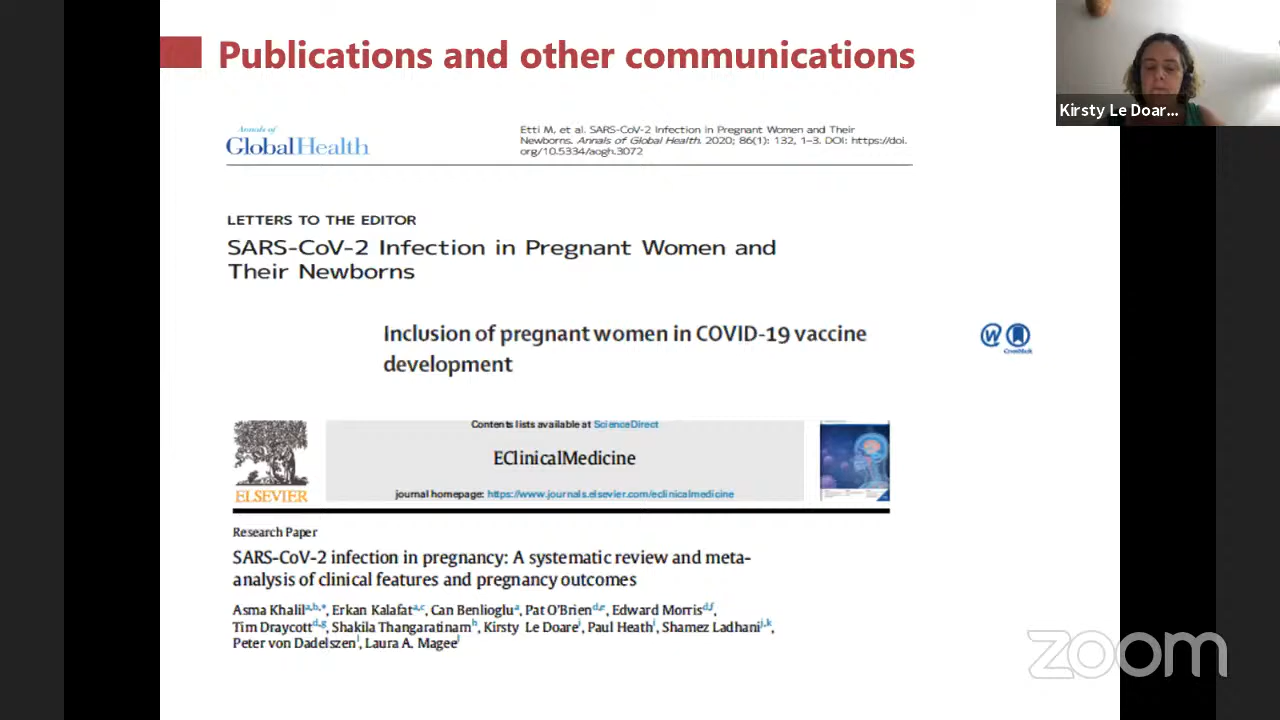 Publications and other communications
Kirsty Le Doar...
Annals of
GlobalHealth
Etti M, et al. SARS-CoV-2 Infection in Pregnant Women and Their
Newborns. Annals of Global Health. 2020; 86(1): 132, 1–3. DOI: https://doi.
org/10.5334/aogh.3072
LETTERS TO THE EDITOR
SARS-CoV-2 Infection in Pregnant Women and
Their Newborns
Inclusion of pregnant women in COVID-19 vaccine
development
CrossMark
Contents lists available at ScienceDirect
EClinicalMedicine
journal homepage: https://www.journals.elsevier.com/eclinicalmedicine
ELSEVIER
Research Paper
SARS-CoV-2 infection in pregnancy: A systematic review and meta-
analysis of clinical features and pregnancy outcomes
Asma Khalil a,b,*, Erkan Kalafat a,c, Can Benlioglu a, Pat O'Brien d,e, Edward Morris d,f,
Tim Draycott d,g, Shakila Thangaratinam h, Kirsty Le Doare i, Paul Heath i, Shamez Ladhani j,k,
Peter von Dadelszen l, Laura A. Magee l
zoom